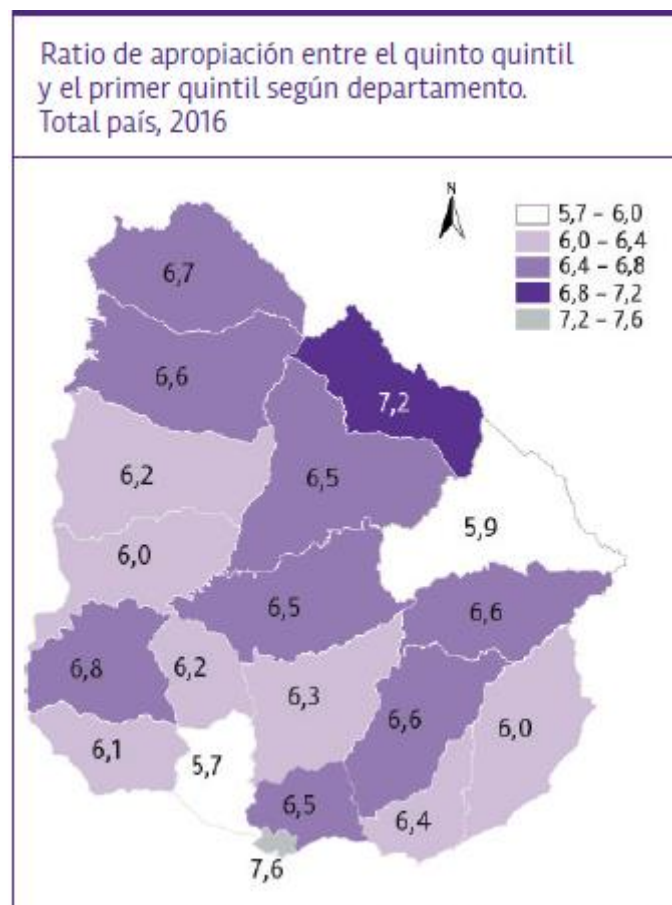 Ratio de apropiación entre el quinto quintil
y el primer quintil según departamento.
Total país, 2016
N
5,7 – 6,0
6,0 – 6,4
6,4 – 6,8
6,8 – 7,2
7,2 – 7,6
6,7
6,6
7,2
6,2
6,5
5,9
6,0
6,5
6,6
6,8
6,2
6,3
6,6
6,0
6,1
5,7
6,5
6,4
7,6